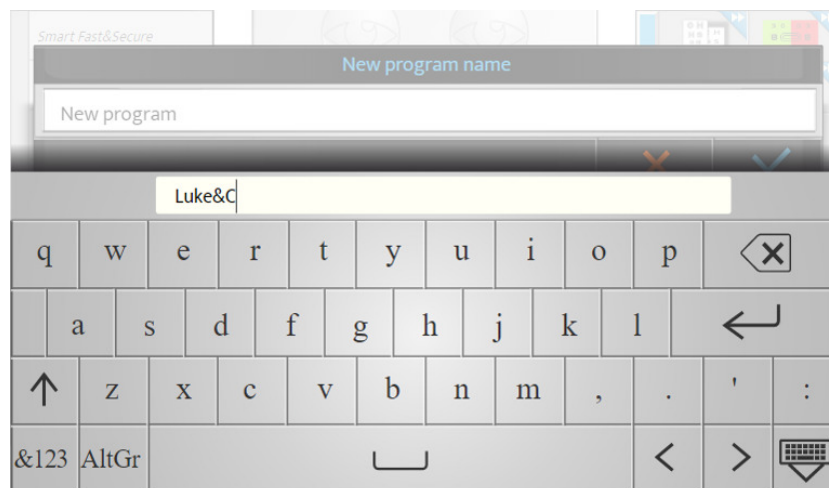 Smart Fast&Secure
New program name
New program
Luke&C
q w e r t y u i o p
a s d f g h j k l
z x c v b n m , . ' :
&123 AltGr < >